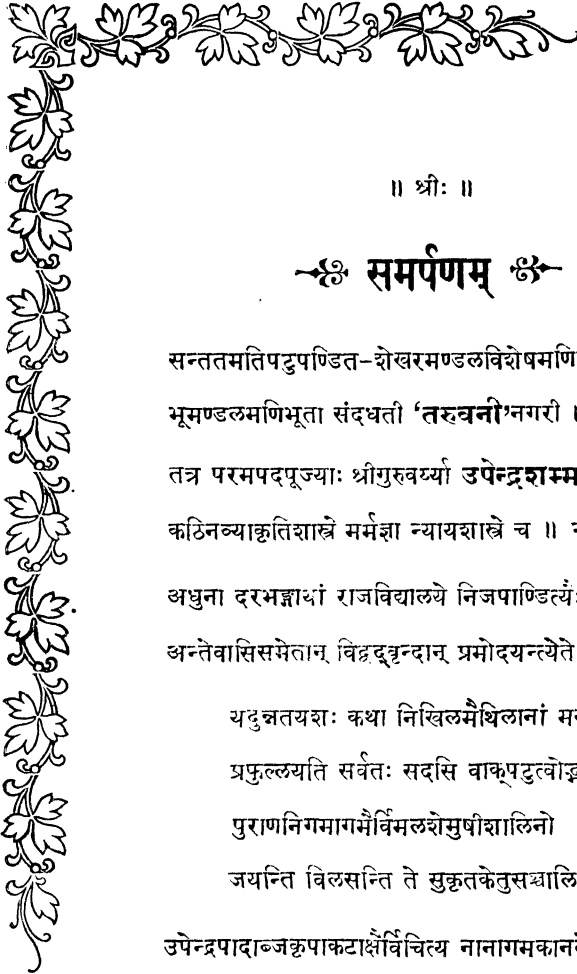 ॥ श्रीः ॥
समर्पणम्
सन्ततमतिपटुपण्डित-शेखरमण्डलविशेषमणि
भूमण्डलमणिभूता संदधती ‘तरुवनी’नगरी ।
तत्र परमपदपूज्याः श्रीगुरुवर्य्या उपेन्द्रशम्म
कठिनव्याकृतिशास्त्रे मर्मज्ञा न्यायशास्त्रे च ॥
अधुना दरभङ्गायां राजविद्यालये निजपाण्डित्यैः
अन्तेवासिसमेतान् विद्वद्वृन्दान् प्रमोदयन्त्येते
यदुन्नतयशः कथा निखिलमैथिलानां म
प्रफुल्लयति सर्वतः सदसि वाक्पटुत्वो
पुराणनिगमागमैर्विमलशेमुषीशालिनो
जयन्ति विलसन्ति ते सुकृतकेतुसञ्चालि
उपेन्द्रपादाब्जकृपाकटाक्षैर्विचित्य नानागमकान